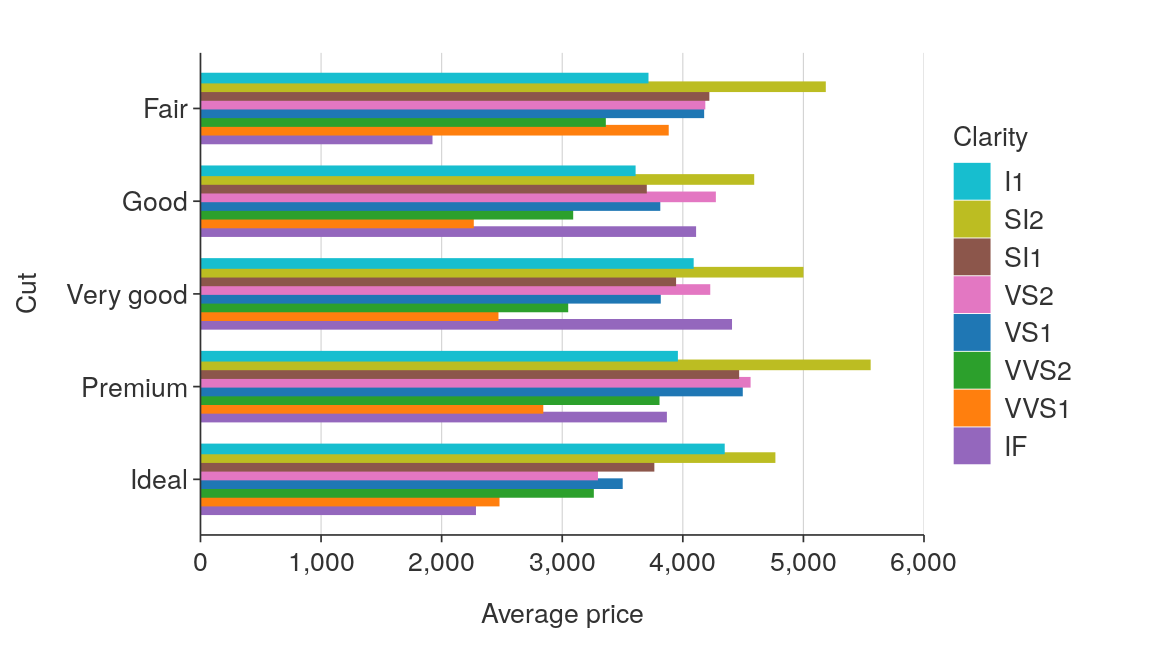 Fair
Good
Very good
Premium
Ideal
Cut
0 1,000 2,000 3,000 4,000 5,000 6,000
Average price
Clarity
I1
SI2
SI1
VS2
VS1
VVS2
VVS1
IF